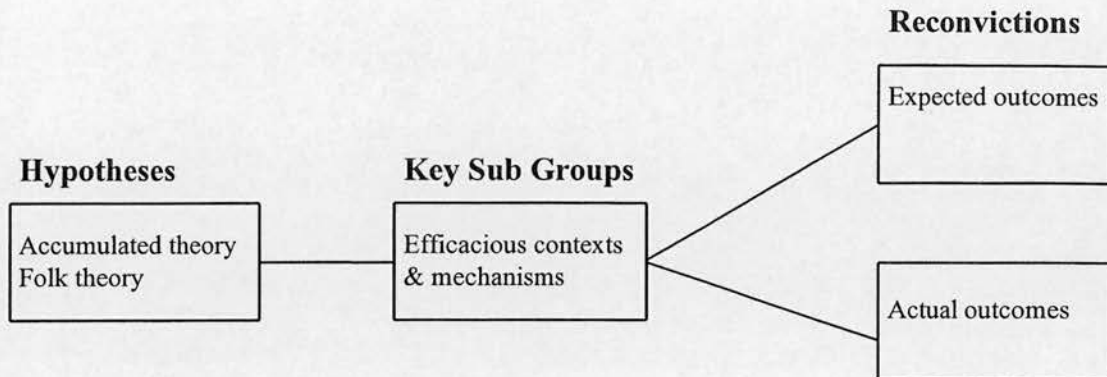 Reconvictions
Expected outcomes
Hypotheses
Key Sub Groups
Accumulated theory
Folk theory
Efficacious contexts
& mechanisms
Actual outcomes